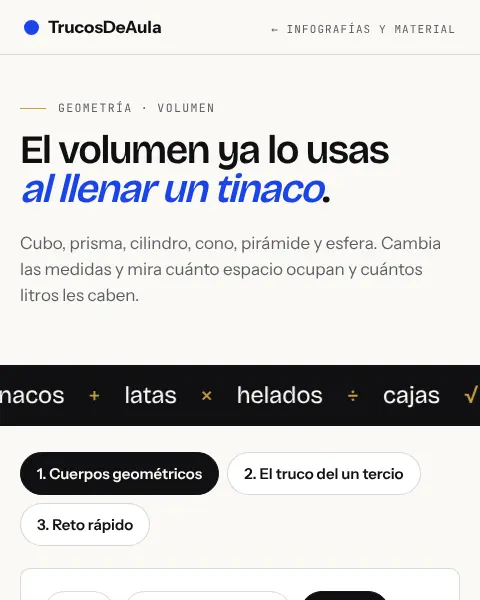 TrucosDeAula
← INFOGRAFÍAS Y MATERIAL
GEOMETRÍA · VOLUMEN
El volumen ya lo usas
al llenar un tinaco.
Cubo, prisma, cilindro, cono, pirámide y esfera. Cambia
las medidas y mira cuánto espacio ocupan y cuántos
litros les caben.
nacos + latas × helados ÷ cajas √
1. Cuerpos geométricos
2. El truco del un tercio
3. Reto rápido